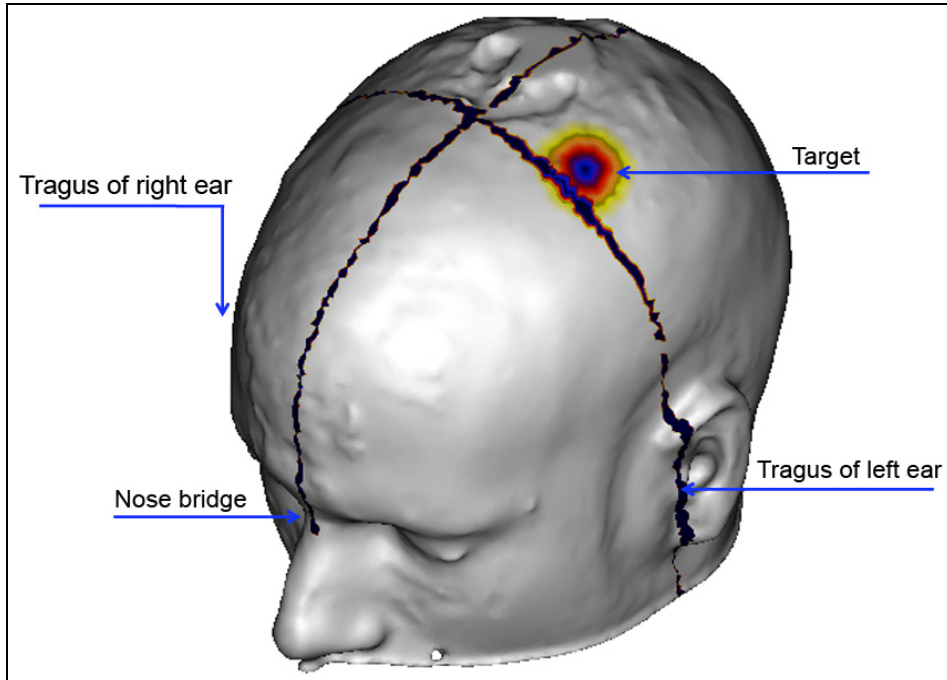 Target
Tragus of right ear
Tragus of left ear
Nose bridge